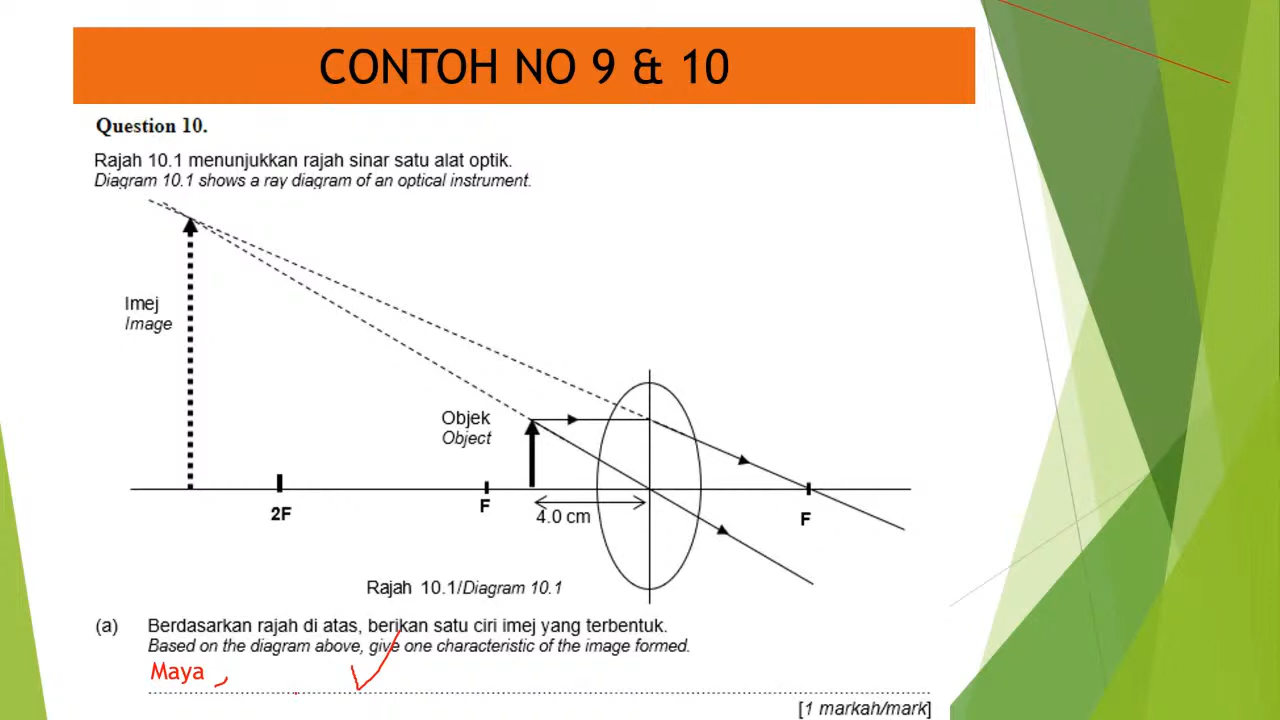 CONTOH NO 9 & 10
Question 10.
Rajah 10.1 menunjukkan rajah sinar satu alat optik.
Diagram 10.1 shows a ray diagram of an optical instrument.
Imej
Image
Objek
Object
2F
F
4.0 cm
F
Rajah 10.1/Diagram 10.1
(a) Berdasarkan rajah di atas, berikan satu ciri imej yang terbentuk.
Based on the diagram above, give one characteristic of the image formed.
Maya ,
[1 markah/mark]